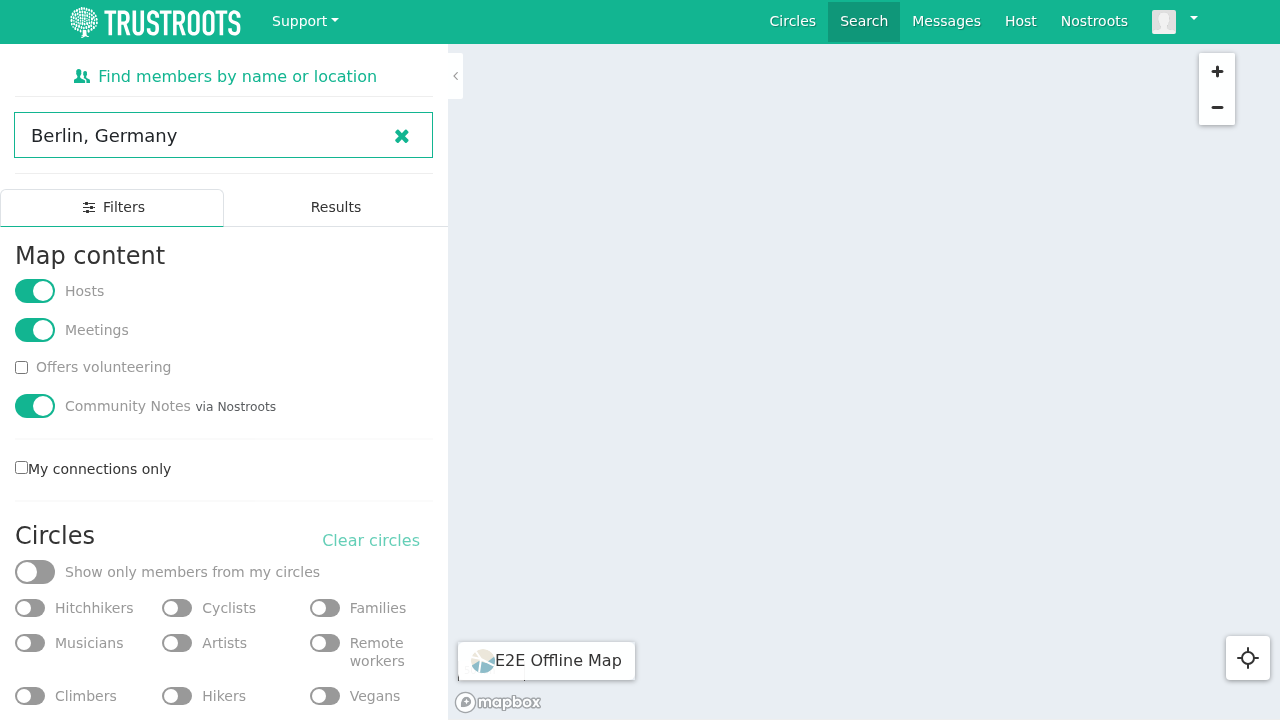 TRUSTROOTS
Support
Circles
Search
Messages
Host
Nostroots
Find members by name or location
Berlin, Germany
Filters
Results
Map content
Hosts
Meetings
Offers volunteering
Community Notes via Nostroots
My connections only
Circles
Clear circles
Show only members from my circles
Hitchhikers
Cyclists
Families
Musicians
Artists
Remote
workers
Climbers
Hikers
Vegans
E2E Offline Map
mapbox